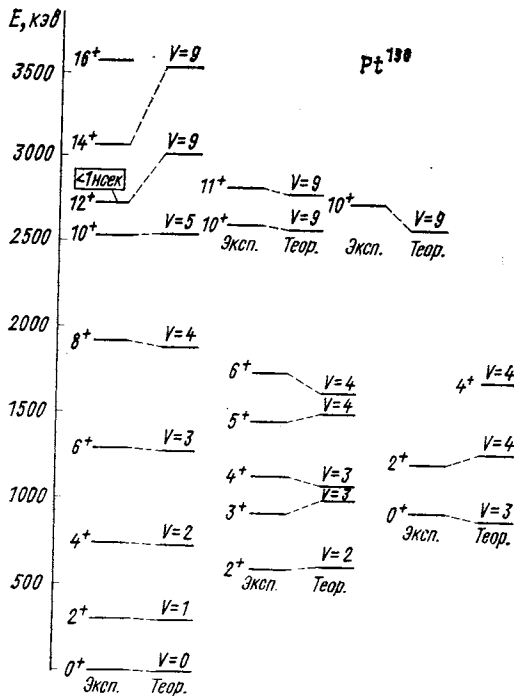 E, кэв
Pt¹⁹⁰
3500
3000
2500
2000
1500
1000
500
0⁺
16⁺
14⁺
<1нсек
12⁺
10⁺
8⁺
6⁺
4⁺
2⁺
V=9
V=9
V=5
V=4
V=3
V=2
V=1
V=0
Эксп. Теор.
11⁺ V=9
10⁺ V=9
Эксп. Теор.
10⁺ V=9
Эксп. Теор.
6⁺ V=4
5⁺ V=4
4⁺ V=3
3⁺ V=3
2⁺ V=2
Эксп. Теор.
4⁺ V=4
2⁺ V=4
0⁺ V=3
Эксп. Теор.